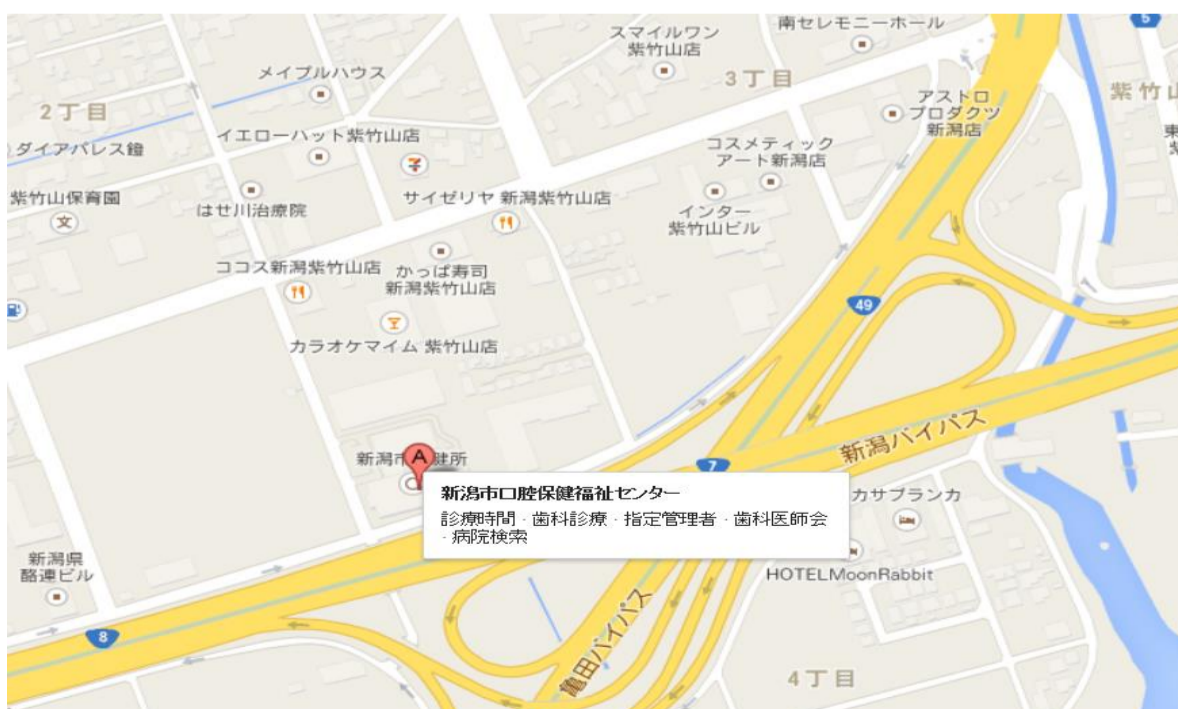 南セレモニーホール
スマイルワン
紫竹山店
5
メイプルハウス
3丁目
2丁目
アストロ
プロダクツ
新潟店
紫竹山
イエローハット紫竹山店
コスメティック
アート新潟店
ダイアパレス鐙
紫竹山保育園
文
はせ川治療院
サイゼリヤ 新潟紫竹山店
インター
紫竹山ビル
ココス新潟紫竹山店
かっぱ寿司
新潟紫竹山店
49
カラオケマイム 紫竹山店
新潟バイパス
7
A
新潟市
健所
新潟市口腔保健福祉センター
診療時間 · 歯科診療 · 指定管理者 · 歯科医師会
· 病院検索
カサブランカ
新潟県
酪連ビル
HOTELMoonRabbit
8
亀田バイパス
4丁目